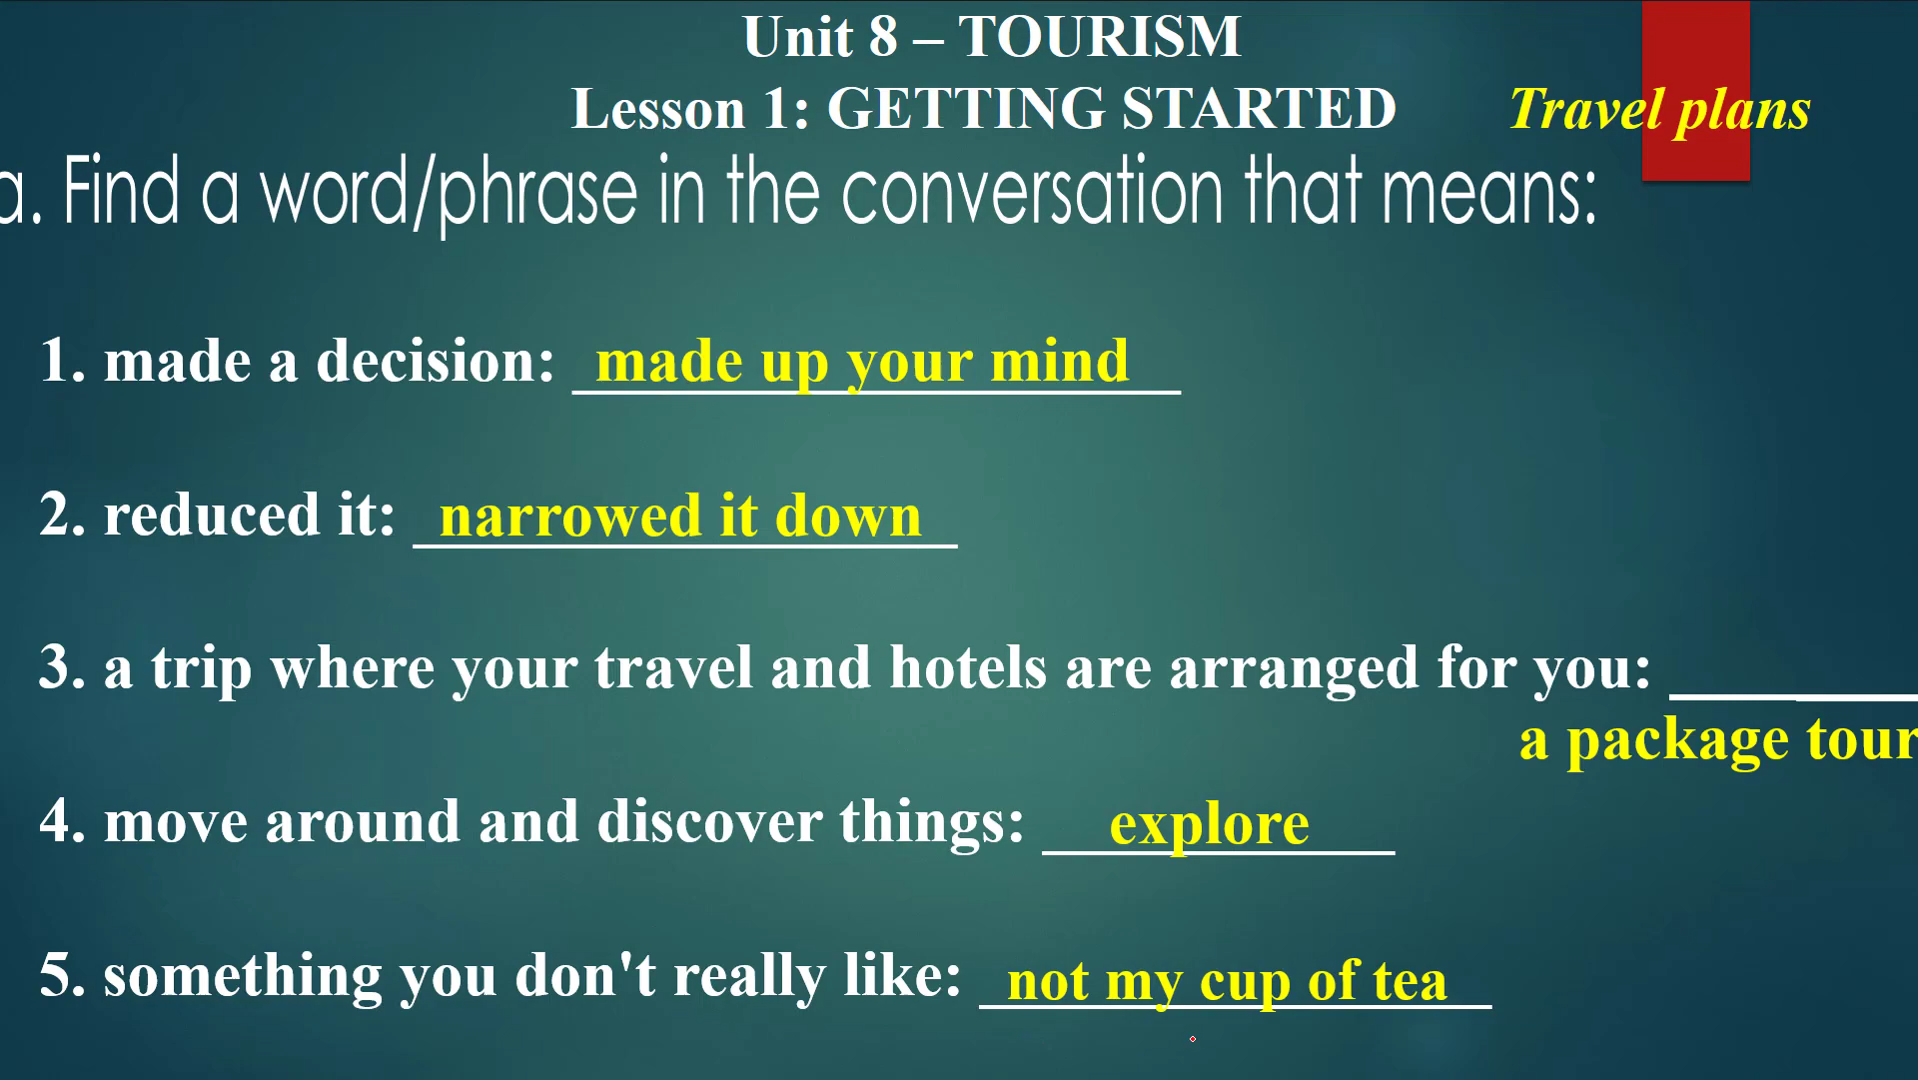 Unit 8 – TOURISM
Lesson 1: GETTING STARTED Travel plans
a. Find a word/phrase in the conversation that means:
1. made a decision: made up your mind
2. reduced it: narrowed it down
3. a trip where your travel and hotels are arranged for you: ________
a package tour
4. move around and discover things: explore
5. something you don't really like: not my cup of tea